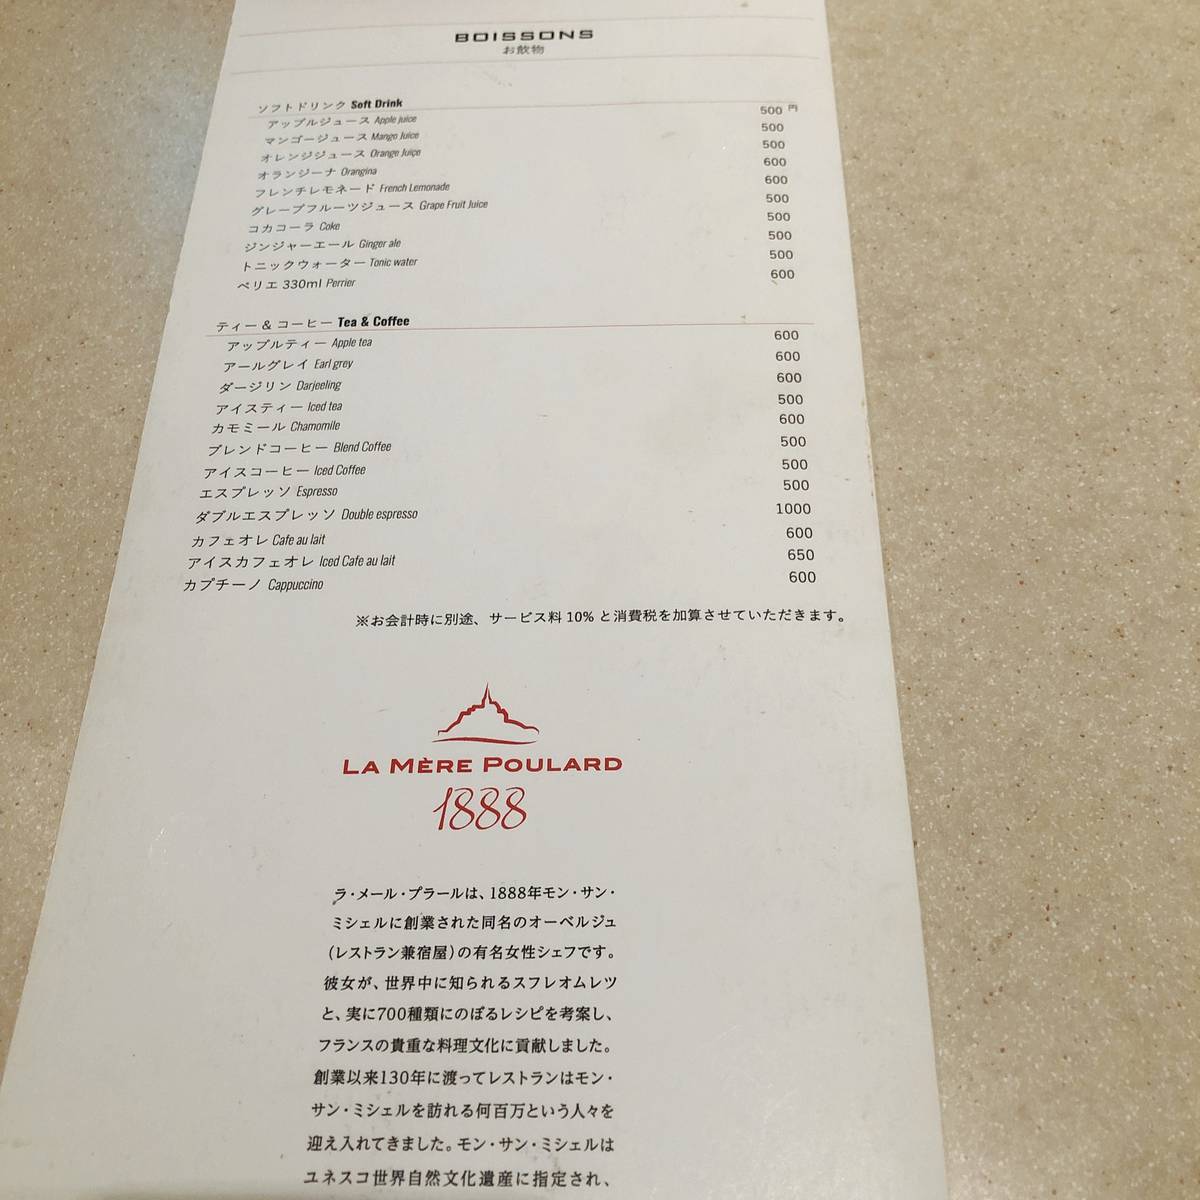 BOISSONS
お飲物
ソフトドリンク Soft Drink
アップルジュース Apple juice 500 円
マンゴージュース Mango Juice 500
オレンジジュース Orange Juice 500
オランジーナ Orangina 600
フレンチレモネード French Lemonade 600
グレープフルーツジュース Grape Fruit Juice 500
コカコーラ Coke 500
ジンジャーエール Ginger ale 500
トニックウォーター Tonic water 500
ペリエ 330ml Perrier 600
ティー & コーヒー Tea & Coffee
アップルティー Apple tea 600
アールグレイ Earl grey 600
ダージリン Darjeeling 600
アイスティー Iced tea 500
カモミール Chamomile 600
ブレンドコーヒー Blend Coffee 500
アイスコーヒー Iced Coffee 500
エスプレッソ Espresso 500
ダブルエスプレッソ Double espresso 1000
カフェオレ Cafe au lait 600
アイスカフェオレ Iced Cafe au lait 650
カプチーノ Cappuccino 600
※お会計時に別途、サービス料 10% と消費税を加算させていただきます。
LA MÈRE POULARD
1888
ラ・メール・プラールは、1888年モン・サン・
ミシェルに創業された同名のオーベルジュ
(レストラン兼宿屋)の有名女性シェフです。
彼女が、世界中に知られるスフレオムレツ
と、実に700種類にのぼるレシピを考案し、
フランスの貴重な料理文化に貢献しました。
創業以来130年に渡ってレストランはモン・
サン・ミシェルを訪れる何百万という人々を
迎え入れてきました。モン・サン・ミシェルは
ユネスコ世界自然文化遺産に指定され、